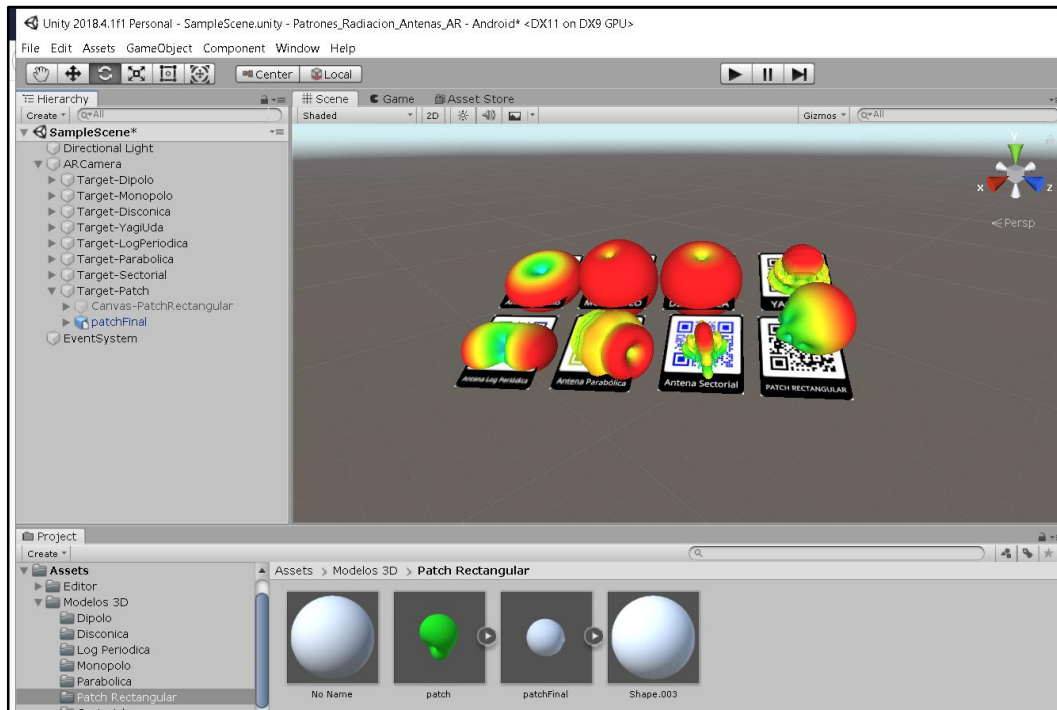 Unity 2018.4.1f1 Personal - SampleScene.unity - Patrones_Radiacion_Antenas_AR - Android* <DX11 on DX9 GPU>
File Edit Assets GameObject Component Window Help
Center Local
Hierarchy
Create All
SampleScene*
Directional Light
ARCamera
Target-Dipolo
Target-Monopolo
Target-Disconica
Target-YagiUda
Target-LogPeriodica
Target-Parabolica
Target-Sectorial
Target-Patch
Canvas-PatchRectangular
patchFinal
EventSystem
Scene Game Asset Store
Shaded 2D Gizmos All
y
x z
Persp
Antena Log Periódica
Antena Parabólica
Antena Sectorial
PATCH RECTANGULAR
Project
Create
Assets
Editor
Modelos 3D
Dipolo
Disconica
Log Periodica
Monopolo
Parabolica
Patch Rectangular
Assets > Modelos 3D > Patch Rectangular
No Name patch patchFinal Shape.003